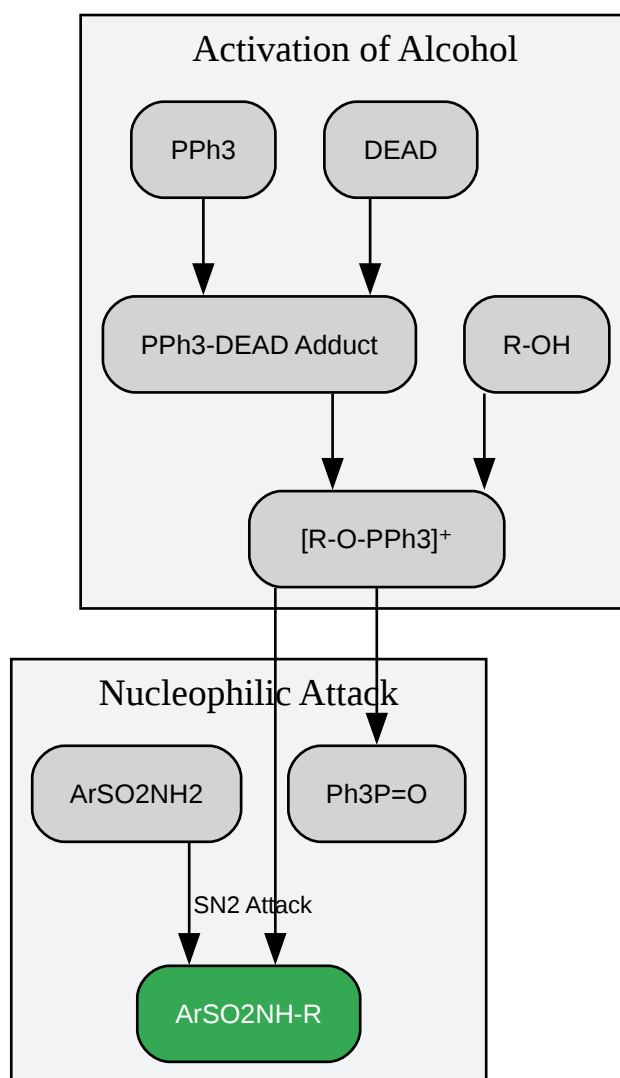 Activation of Alcohol
PPh3
DEAD
PPh3-DEAD Adduct
R-OH
[R-O-PPh3]⁺
Nucleophilic Attack
ArSO2NH2
Ph3P=O
SN2 Attack
ArSO2NH-R